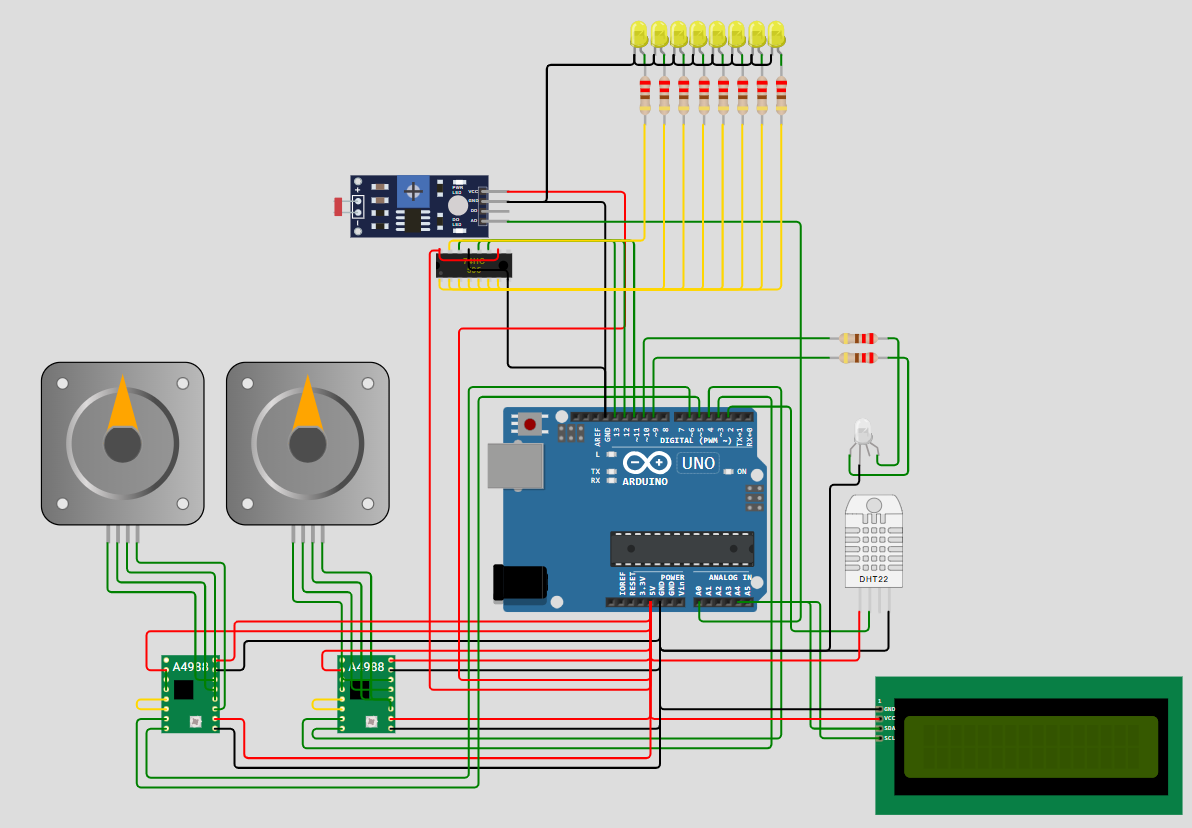 PWR
LED
VCC
GND
DO
AO
DO
LED
+
-
74HC
595
AREF
GND
13
12
~11
~10
~9
8
7
~6
~5
4
~3
2
TX→1
RX←0
DIGITAL (PWM ~)
L
TX
RX
UNO
ON
ARDUINO
IOREF
RESET
3.3V
5V
GND
GND
Vin
POWER
ANALOG IN
A0
A1
A2
A3
A4
A5
DHT22
A4988
A4988
1
GND
VCC
SDA
SCL